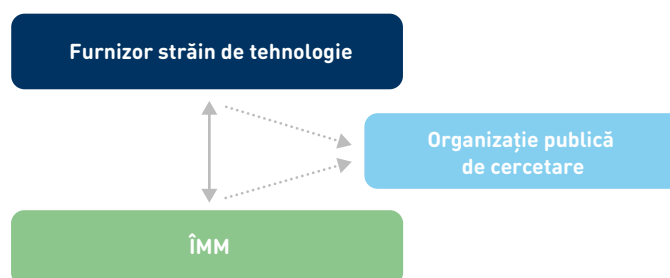 Furnizor străin de tehnologie
Organizație publică
de cercetare
ÎMM